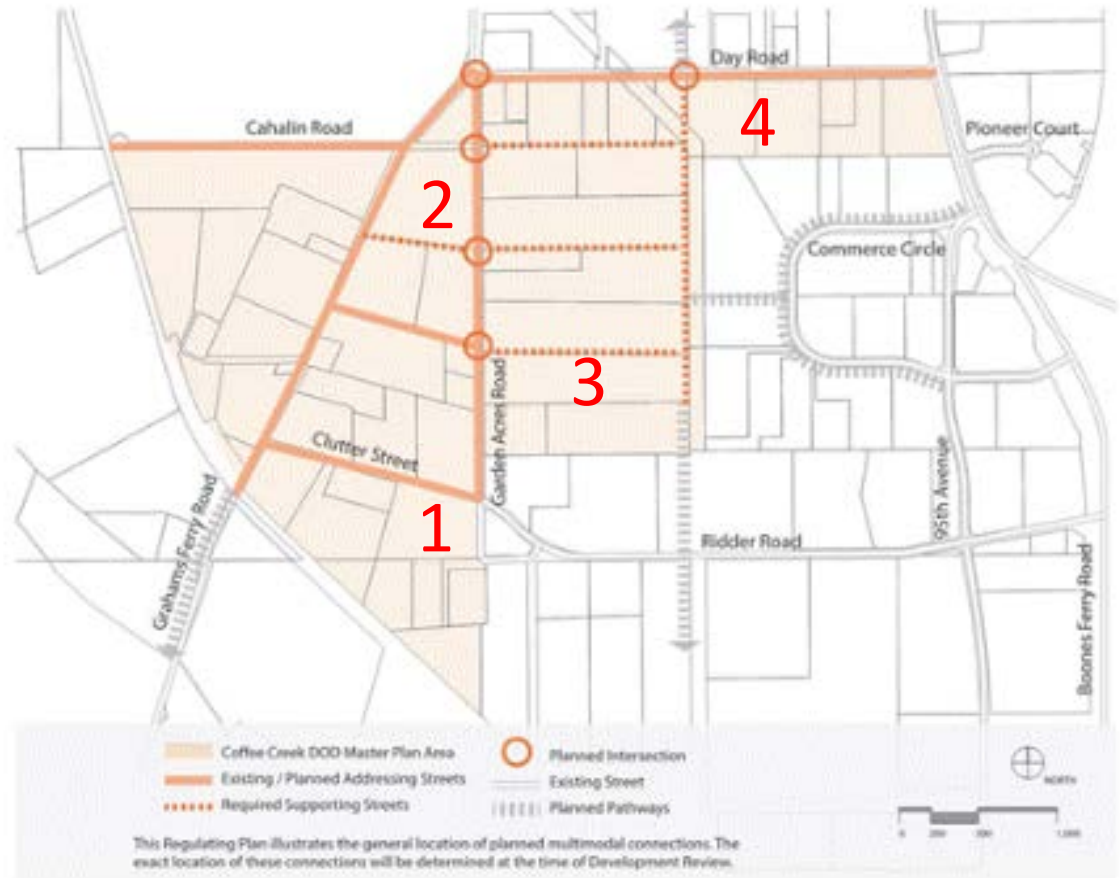 Day Road
4
Cahalin Road
Pioneer Court
2
Commerce Circle
3
Garden Acres Road
Clutter Street
1
Grahams Ferry Road
Ridder Road
95th Avenue
Boones Ferry Road
Coffee Creek DOD Master Plan Area
Existing / Planned Addressing Streets
Required Supporting Streets
Planned Intersection
Existing Street
Planned Pathways
NORTH
0
1,000
This Regulating Plan illustrates the general location of planned multimodal connections. The
exact location of these connections will be determined at the time of Development Review.